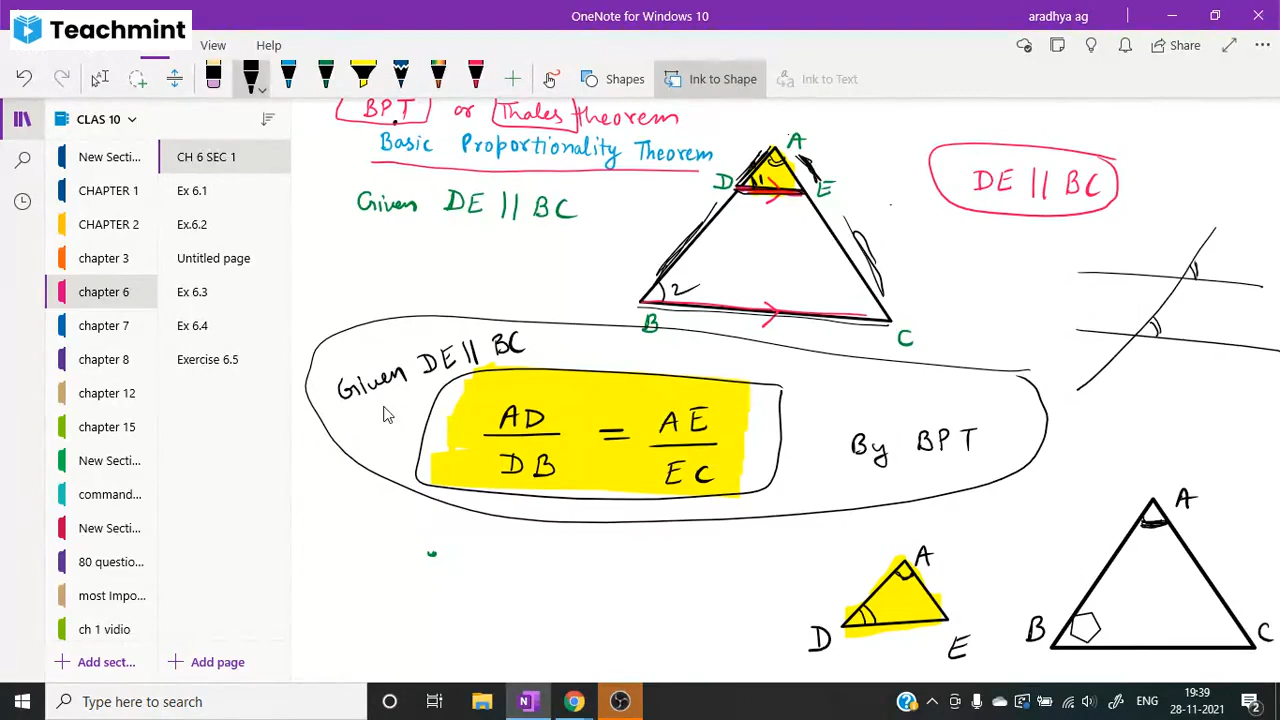 Teachmint
OneNote for Windows 10
aradhya ag
View
Help
Share
Shapes
Ink to Shape
Ink to Text
CLAS 10
New Secti...
CHAPTER 1
CHAPTER 2
chapter 3
chapter 6
chapter 7
chapter 8
chapter 12
chapter 15
New Secti...
command...
New Secti...
80 questio...
most Impo...
ch 1 vidio
Add sect...
CH 6 SEC 1
Ex 6.1
Ex.6.2
Untitled page
Ex 6.3
Ex 6.4
Exercise 6.5
Add page
BPT or Thales theorem
Basic Proportionality Theorem
Given DE || BC
A
D
E
1
2
B
C
DE || BC
Given DE || BC
AD / DB = AE / EC
By BPT
A
D
E
A
B
C
Type here to search
ENG
19:39
28-11-2021
2